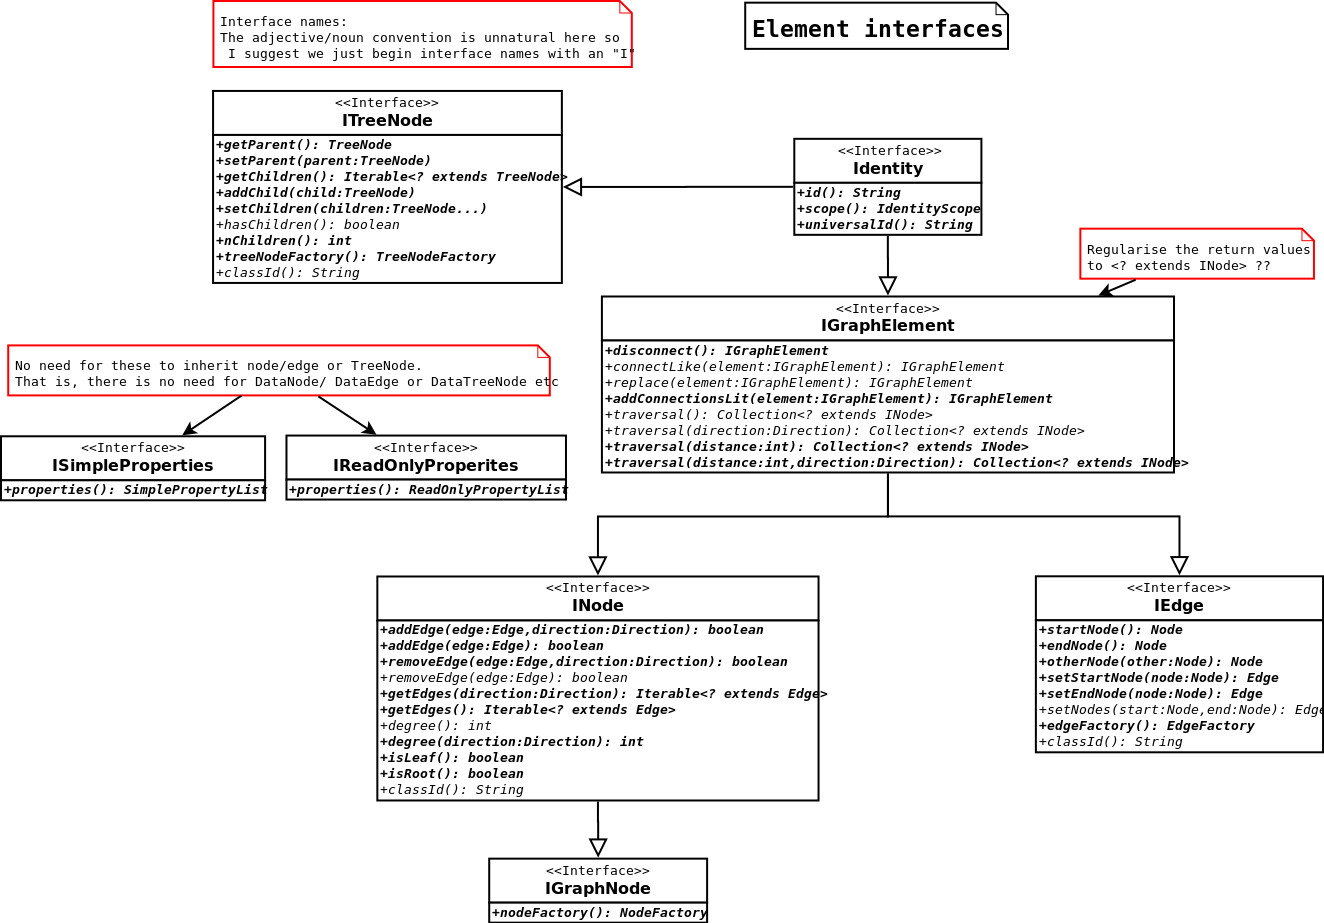 Interface names:
The adjective/noun convention is unnatural here so
I suggest we just begin interface names with an "I"
Element interfaces
<<Interface>>
ITreeNode
+getParent(): TreeNode
+setParent(parent:TreeNode)
+getChildren(): Iterable<? extends TreeNode>
+addChild(child:TreeNode)
+setChildren(children:TreeNode...)
+hasChildren(): boolean
+nChildren(): int
+treeNodeFactory(): TreeNodeFactory
+classId(): String
<<Interface>>
Identity
+id(): String
+scope(): IdentityScope
+universalId(): String
Regularise the return values
to <? extends INode> ??
<<Interface>>
IGraphElement
+disconnect(): IGraphElement
+connectLike(element:IGraphElement): IGraphElement
+replace(element:IGraphElement): IGraphElement
+addConnectionsLit(element:IGraphElement): IGraphElement
+traversal(): Collection<? extends INode>
+traversal(direction:Direction): Collection<? extends INode>
+traversal(distance:int): Collection<? extends INode>
+traversal(distance:int,direction:Direction): Collection<? extends INode>
No need for these to inherit node/edge or TreeNode.
That is, there is no need for DataNode/ DataEdge or DataTreeNode etc
<<Interface>>
ISimpleProperties
+properties(): SimplePropertyList
<<Interface>>
IReadOnlyProperites
+properties(): ReadOnlyPropertyList
<<Interface>>
INode
+addEdge(edge:Edge,direction:Direction): boolean
+addEdge(edge:Edge): boolean
+removeEdge(edge:Edge,direction:Direction): boolean
+removeEdge(edge:Edge): boolean
+getEdges(direction:Direction): Iterable<? extends Edge>
+getEdges(): Iterable<? extends Edge>
+degree(): int
+degree(direction:Direction): int
+isLeaf(): boolean
+isRoot(): boolean
+classId(): String
<<Interface>>
IEdge
+startNode(): Node
+endNode(): Node
+otherNode(other:Node): Node
+setStartNode(node:Node): Edge
+setEndNode(node:Node): Edge
+setNodes(start:Node,end:Node): Edge
+edgeFactory(): EdgeFactory
+classId(): String
<<Interface>>
IGraphNode
+nodeFactory(): NodeFactory